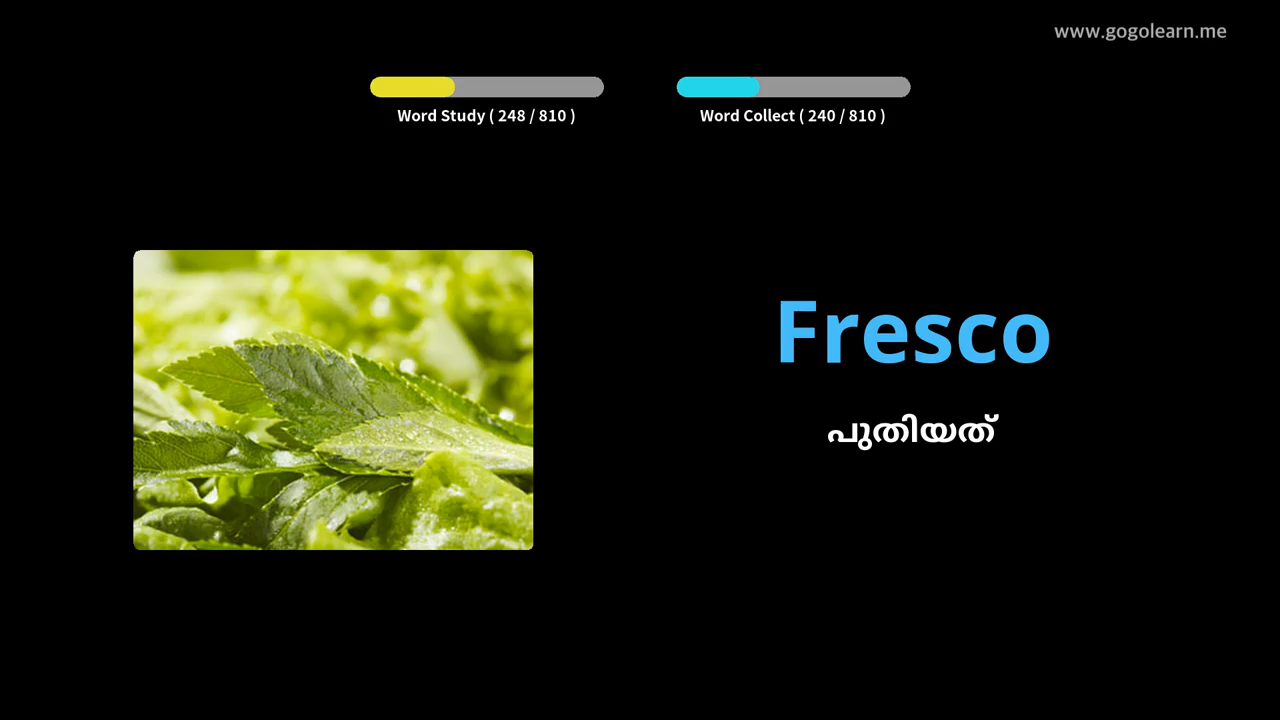 www.gogolearn.me
Word Study ( 248 / 810 )
Word Collect ( 240 / 810 )
Fresco
പുതിയത്